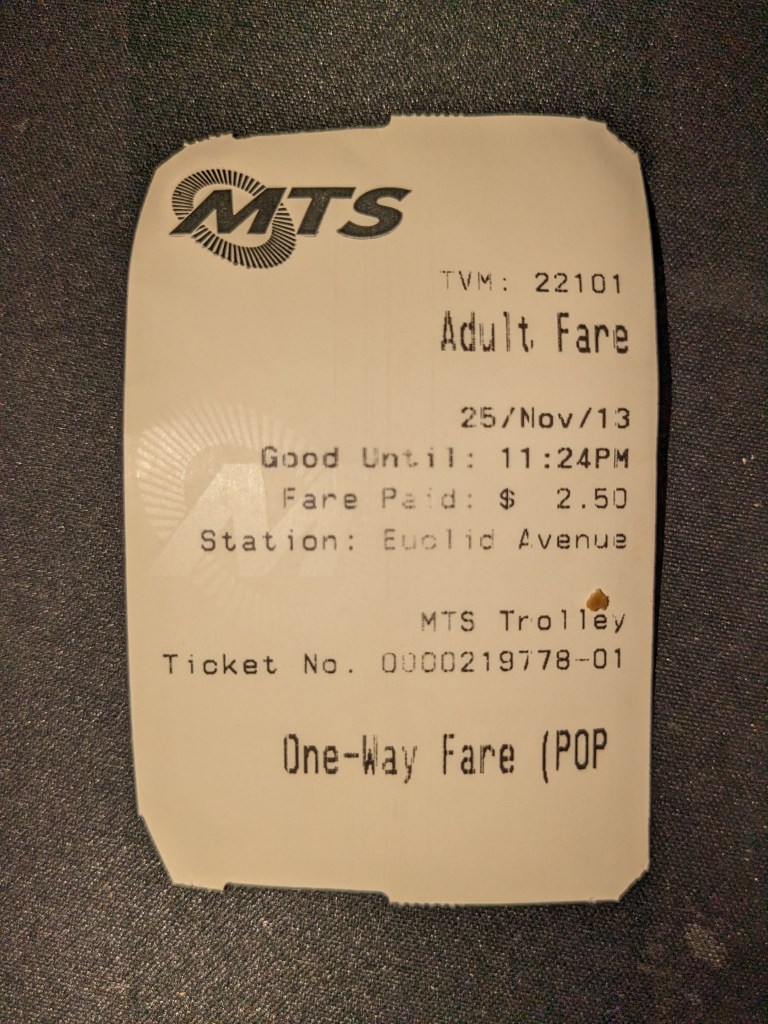 MTS
TVM: 22101
Adult Fare
25/Nov/13
Good Until: 11:24PM
Fare Paid: $ 2.50
Station: Euclid Avenue
MTS Trolley
Ticket No. 0000219778-01
One-Way Fare (POP